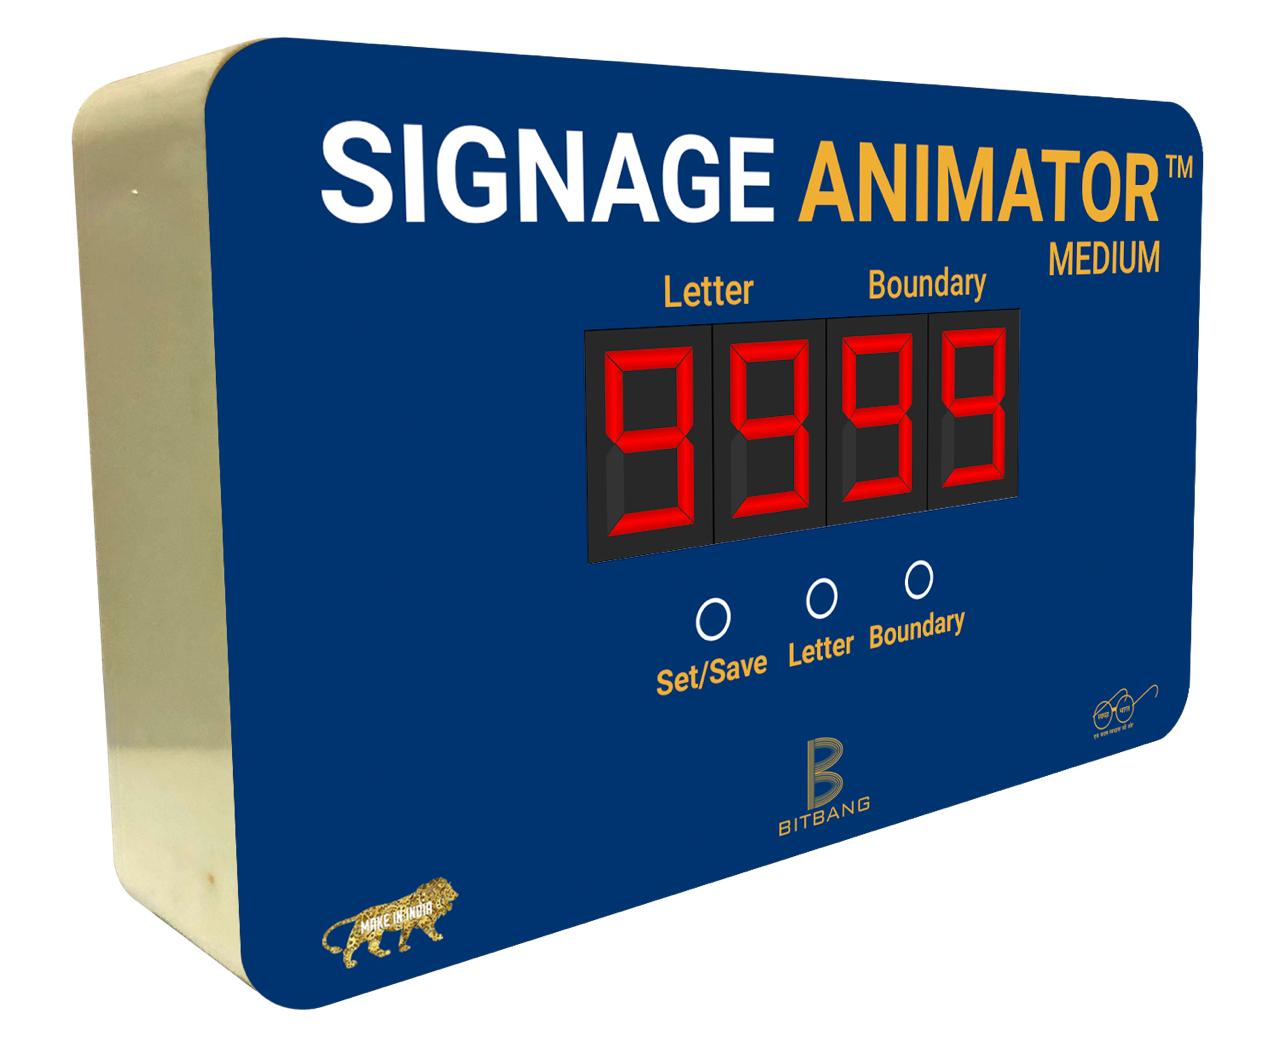 SIGNAGE ANIMATOR™
MEDIUM
Letter Boundary
9999
Set/Save Letter Boundary
BITBANG
MAKE IN INDIA